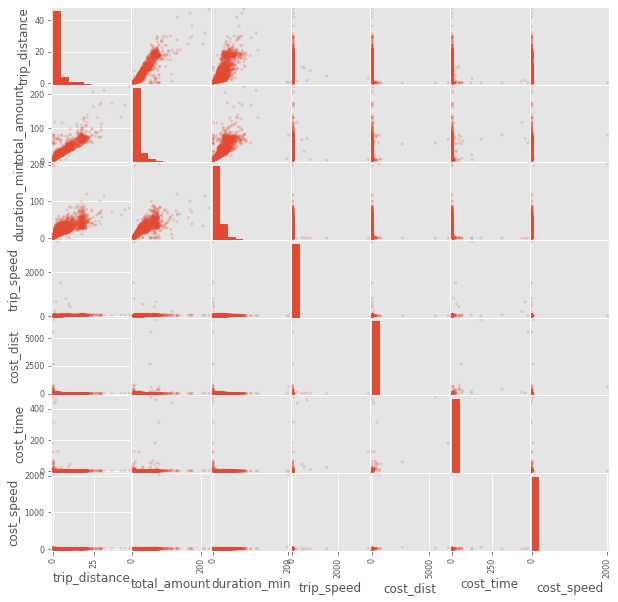 trip_distance
40
20
0
total_amount
200
100
0
duration_min
100
0
trip_speed
2000
0
cost_dist
5000
2500
0
cost_time
400
200
0
cost_speed
2000
1000
0
0 25 0 200 0 200 0 2000 0 5000 0 250 0 2000
trip_distance total_amount duration_min trip_speed cost_dist cost_time cost_speed